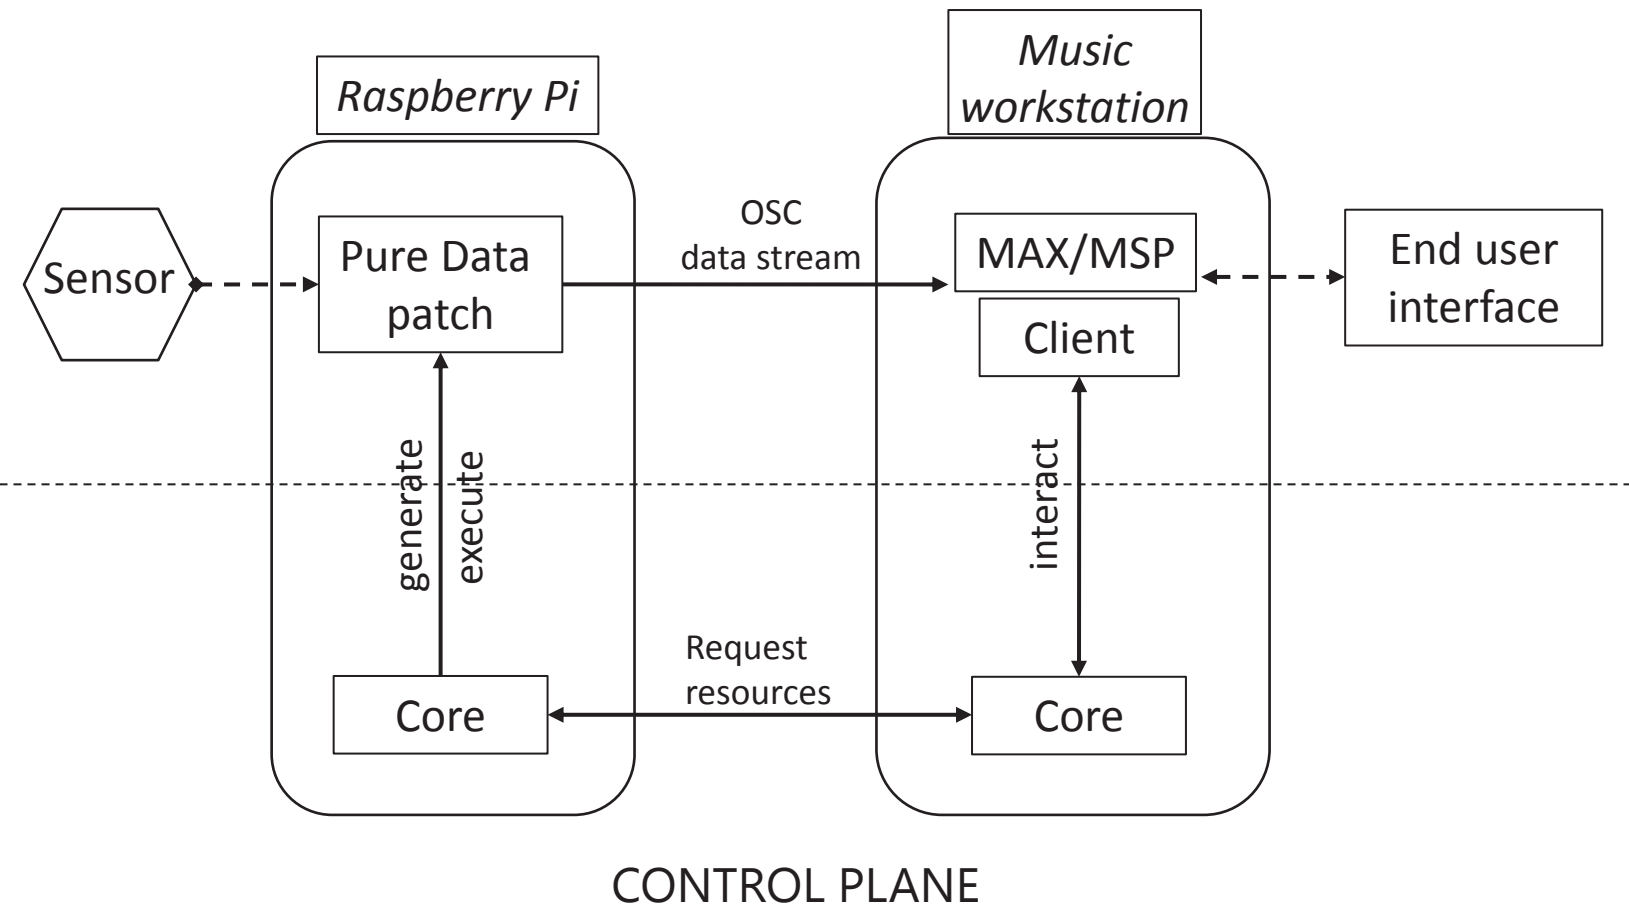 Raspberry Pi
Music
workstation
Sensor
Pure Data
patch
OSC
data stream
MAX/MSP
Client
End user
interface
generate
execute
interact
Request
resources
Core
Core
CONTROL PLANE